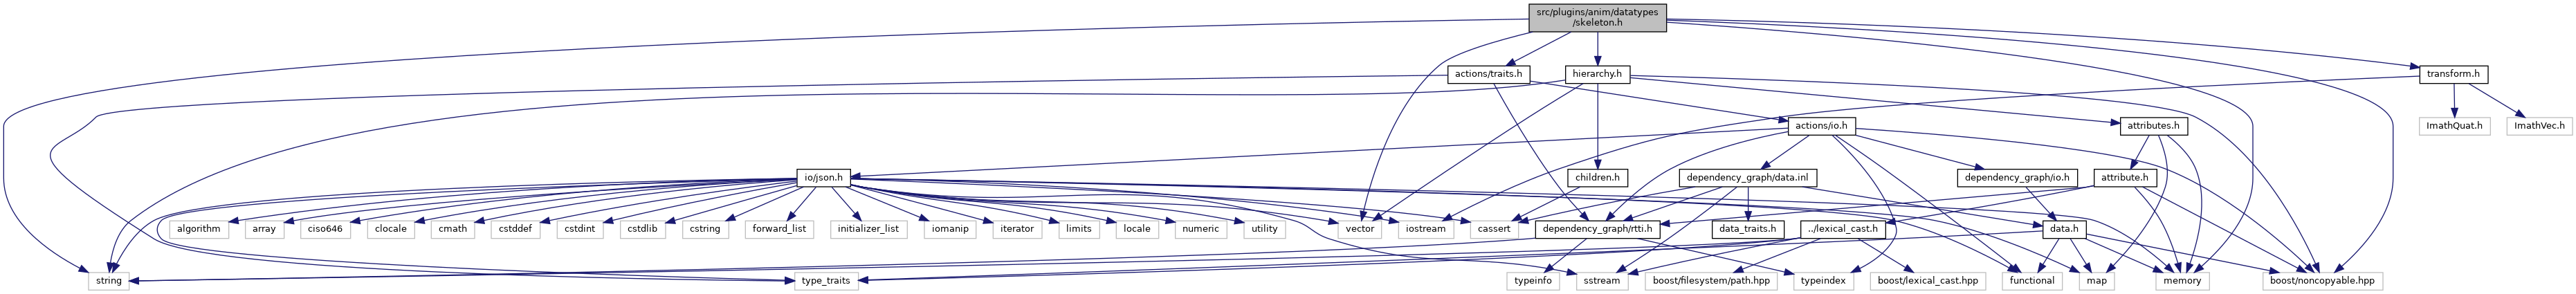 src/plugins/anim/datatypes
/skeleton.h
actions/traits.h
hierarchy.h
transform.h
actions/io.h
attributes.h
ImathQuat.h
ImathVec.h
io/json.h
children.h
dependency_graph/data.inl
dependency_graph/io.h
attribute.h
algorithm
array
ciso646
clocale
cmath
cstddef
cstdint
cstdlib
cstring
forward_list
initializer_list
iomanip
iterator
limits
locale
numeric
utility
vector
iostream
cassert
dependency_graph/rtti.h
data_traits.h
../lexical_cast.h
data.h
string
type_traits
typeinfo
sstream
boost/filesystem/path.hpp
typeindex
boost/lexical_cast.hpp
functional
map
memory
boost/noncopyable.hpp